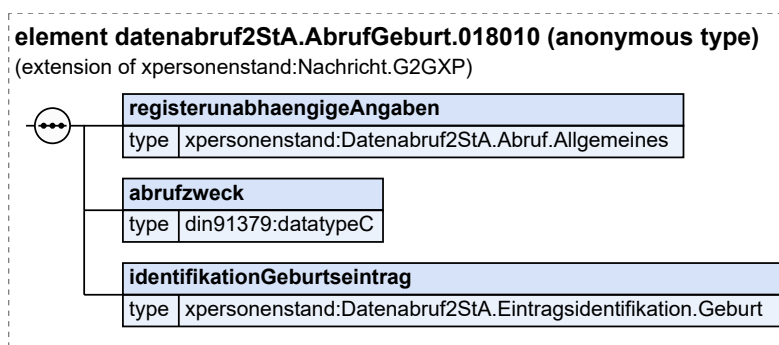 element datenabruf2StA.AbrufGeburt.018010 (anonymous type)
(extension of xpersonenstand:Nachricht.G2GXP)
registerunabhaengigeAngaben
type xpersonenstand:Datenabruf2StA.Abruf.Allgemeines
abrufzweck
type din91379:datatypeC
identifikationGeburtseintrag
type xpersonenstand:Datenabruf2StA.Eintragsidentifikation.Geburt